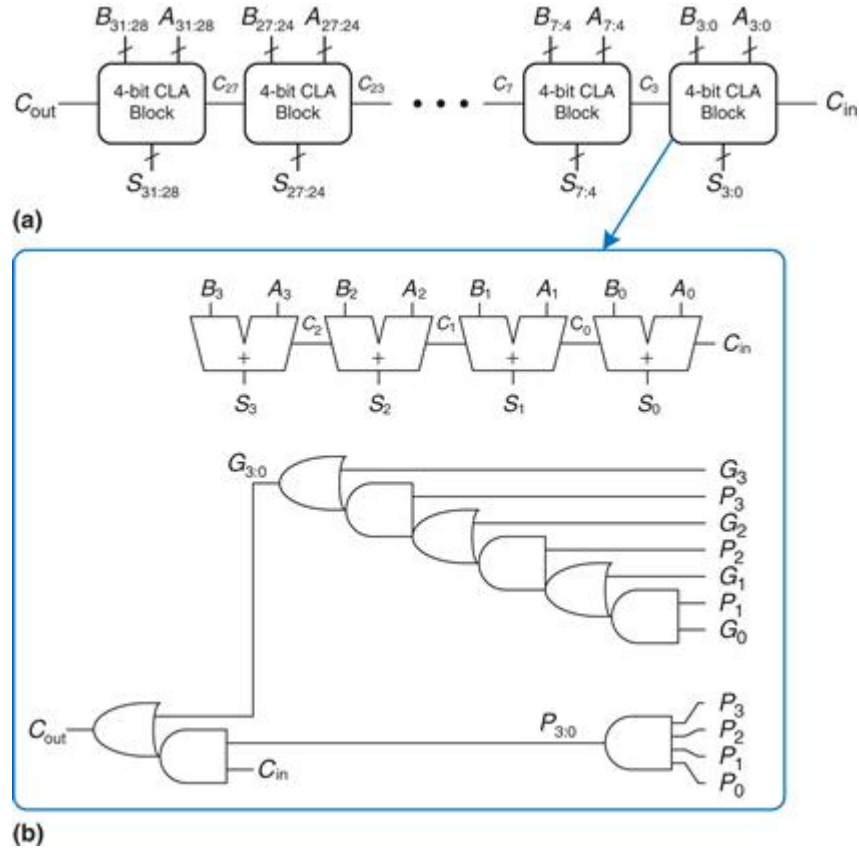 B31:28 A31:28 B27:24 A27:24 B7:4 A7:4 B3:0 A3:0
Cout 4-bit CLA Block C27 4-bit CLA Block C23 C7 4-bit CLA Block C3 4-bit CLA Block Cin
S31:28 S27:24 S7:4 S3:0
(a)
B3 A3 B2 A2 B1 A1 B0 A0
C2 C1 C0
+ + + + Cin
S3 S2 S1 S0
G3:0 G3
P3
G2
P2
G1
P1
G0
P3
P3:0 P2
Cout P1
Cin P0
(b)